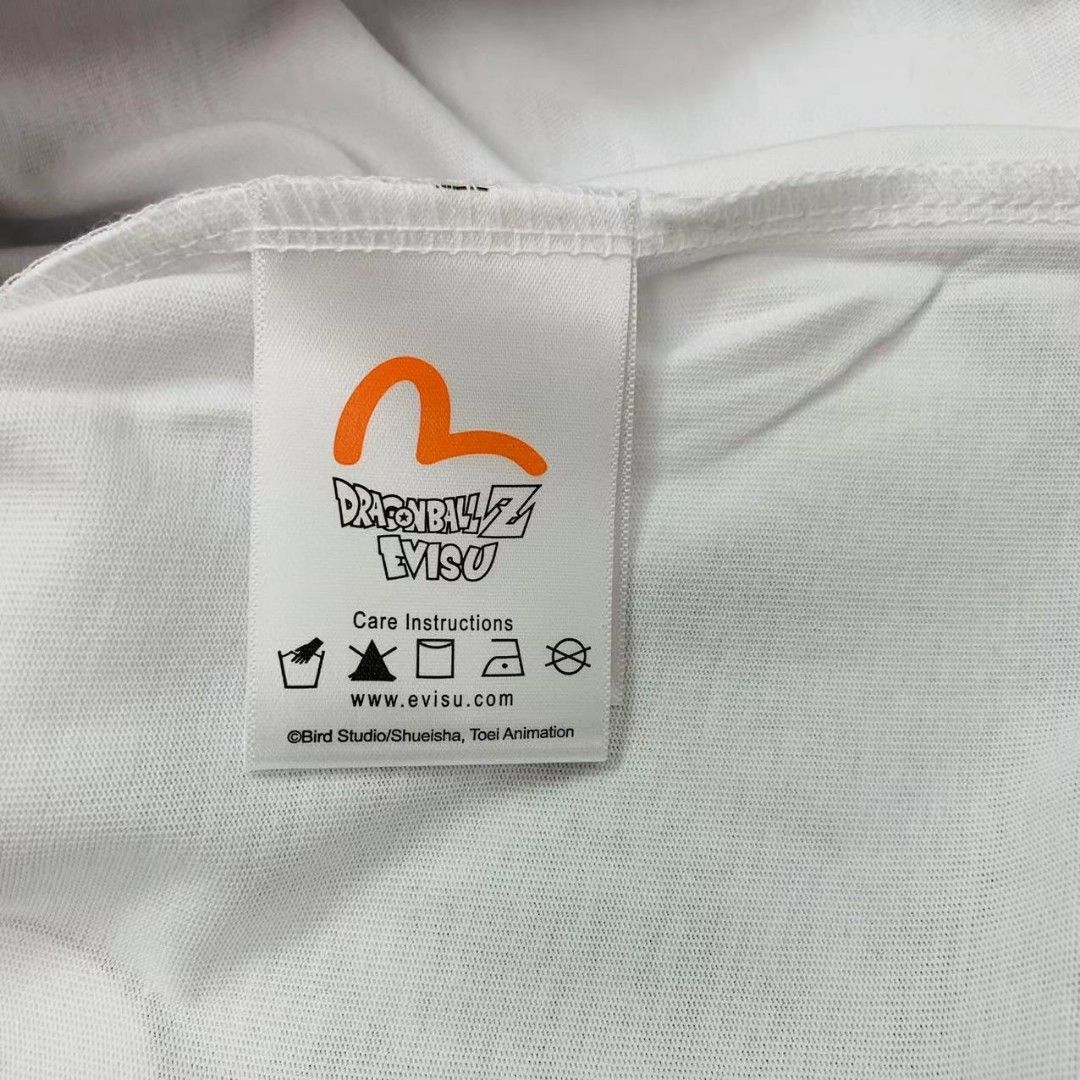 DRAGONBALL Z
EVISU
Care Instructions
www.evisu.com
©Bird Studio/Shueisha, Toei Animation